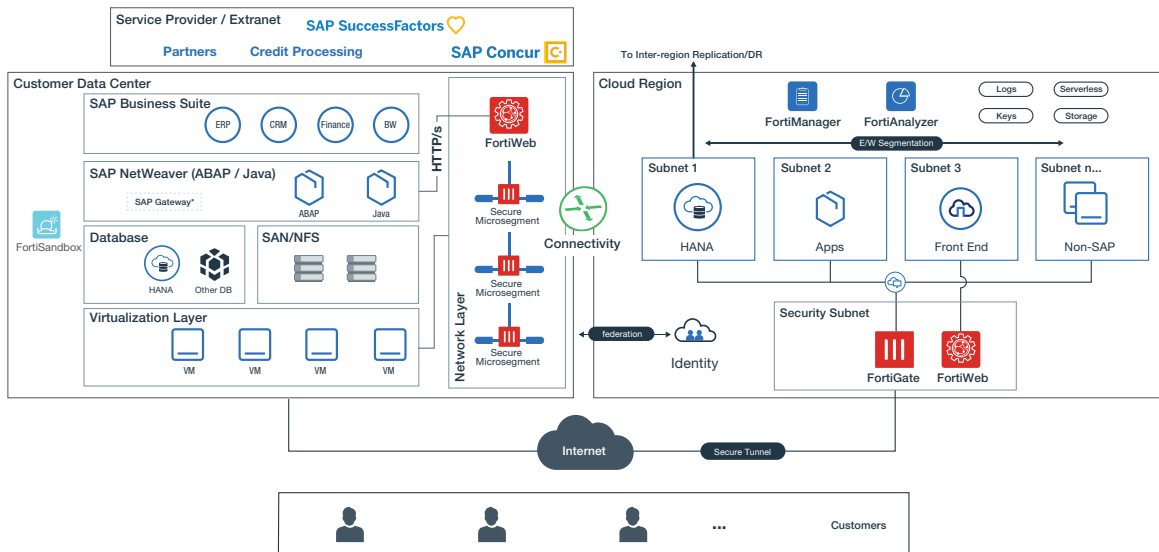 Service Provider / Extranet
SAP SuccessFactors
Partners
Credit Processing
SAP Concur
C
Customer Data Center
SAP Business Suite
ERP
CRM
Finance
BW
HTTP/s
FortiWeb
SAP NetWeaver (ABAP / Java)
SAP Gateway*
ABAP
Java
Secure
Microsegment
FortiSandbox
Database
HANA
Other DB
SAN/NFS
Secure
Microsegment
Virtualization Layer
VM
VM
VM
VM
Network Layer
Secure
Microsegment
Connectivity
To Inter-region Replication/DR
Cloud Region
FortiManager
FortiAnalyzer
Logs
Serverless
Keys
Storage
E/W Segmentation
Subnet 1
HANA
Subnet 2
Apps
Subnet 3
Front End
Subnet n...
Non-SAP
federation
Identity
Security Subnet
FortiGate
FortiWeb
Internet
Secure Tunnel
...
Customers